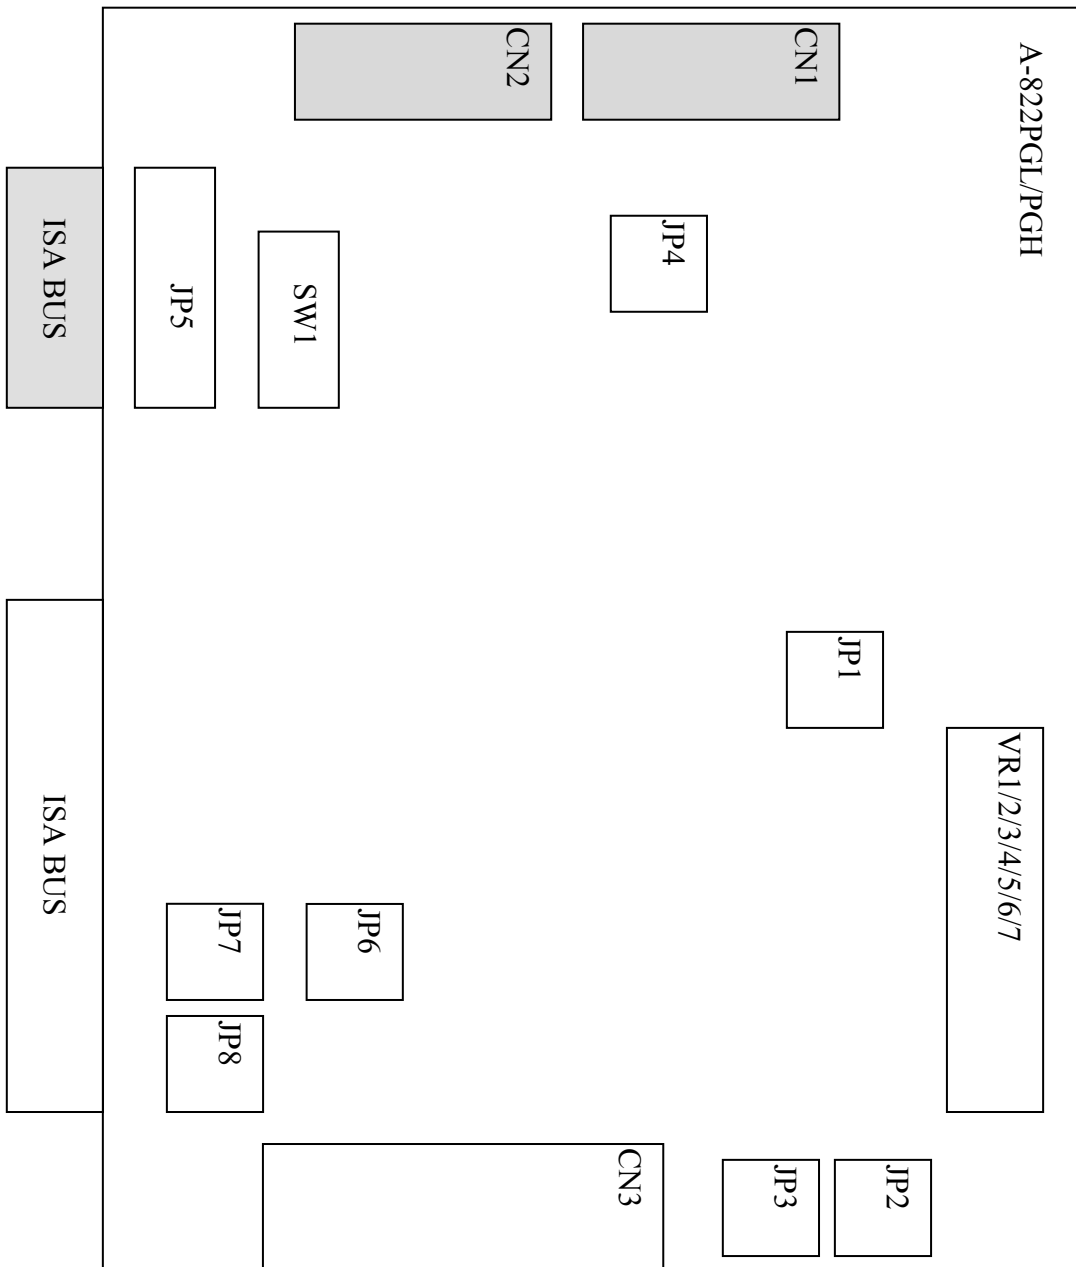 A-822PGL/PGH
CN1
CN2
JP4
SW1
JP5
ISA BUS
JP1
VR1/2/3/4/5/6/7
ISA BUS
JP6
JP7
JP8
JP2
JP3
CN3